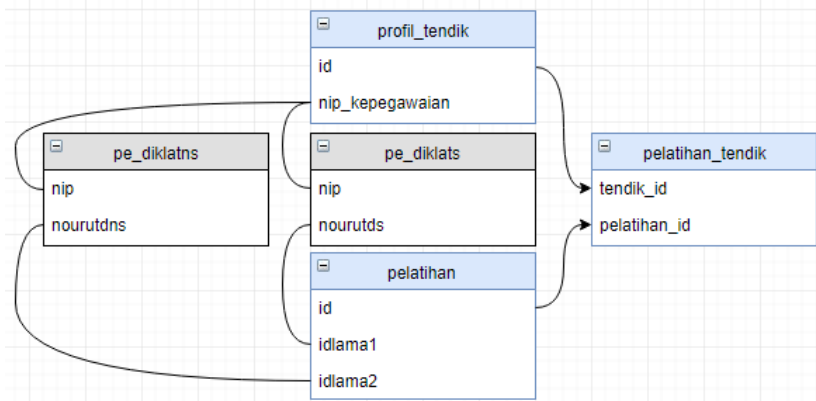 profil_tendik
id
nip_kepegawaian
pe_diklatns
nip
nourutdns
pe_diklats
nip
nourutds
pelatihan_tendik
tendik_id
pelatihan_id
pelatihan
id
idlama1
idlama2